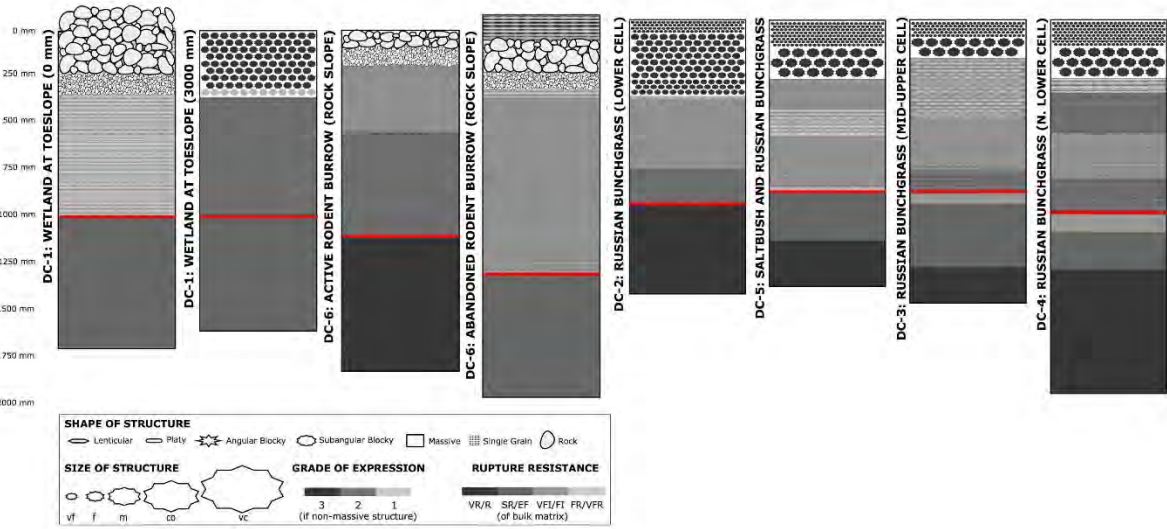 0 mm
250 mm
500 mm
750 mm
1000 mm
1250 mm
1500 mm
1750 mm
2000 mm
DC-1: WETLAND AT TOESLOPE (0 mm)
DC-1: WETLAND AT TOESLOPE (3000 mm)
DC-6: ACTIVE RODENT BURROW (ROCK SLOPE)
DC-6: ABANDONED RODENT BURROW (ROCK SLOPE)
DC-2: RUSSIAN BUNCHGRASS (LOWER CELL)
DC-5: SALTBUSH AND RUSSIAN BUNCHGRASS
DC-3: RUSSIAN BUNCHGRASS (MID-UPPER CELL)
DC-4: RUSSIAN BUNCHGRASS (N. LOWER CELL)
SHAPE OF STRUCTURE
Lenticular Platy Angular Blocky Subangular Blocky Massive Single Grain Rock
SIZE OF STRUCTURE GRADE OF EXPRESSION RUPTURE RESISTANCE
3 2 1 VR/R SR/EF VFI/FI FR/VFR
vf f m co vc (if non-massive structure) (of bulk matrix)